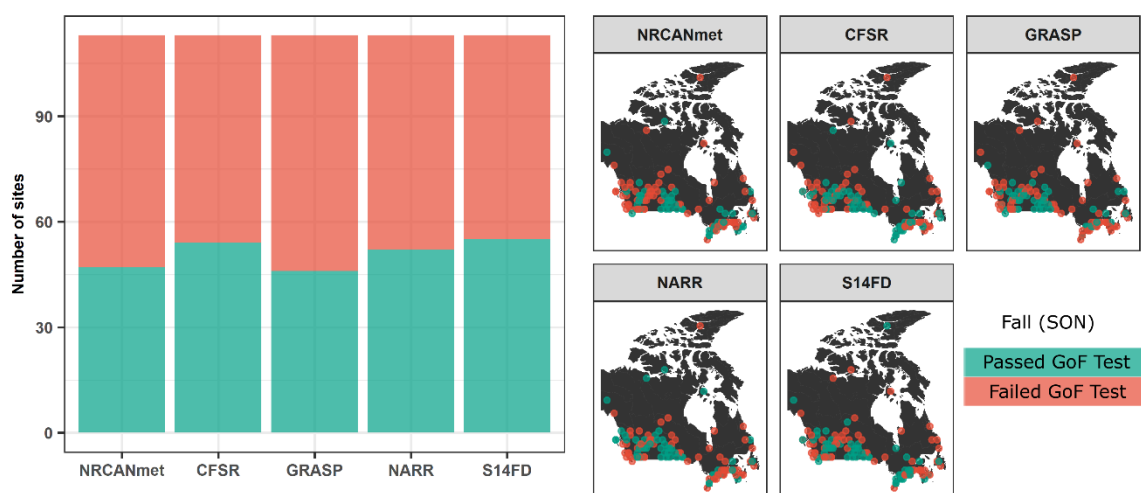 Number of sites
90
60
30
0
NRCANmet CFSR GRASP NARR S14FD
NRCANmet CFSR GRASP
NARR S14FD
Fall (SON)
Passed GoF Test
Failed GoF Test